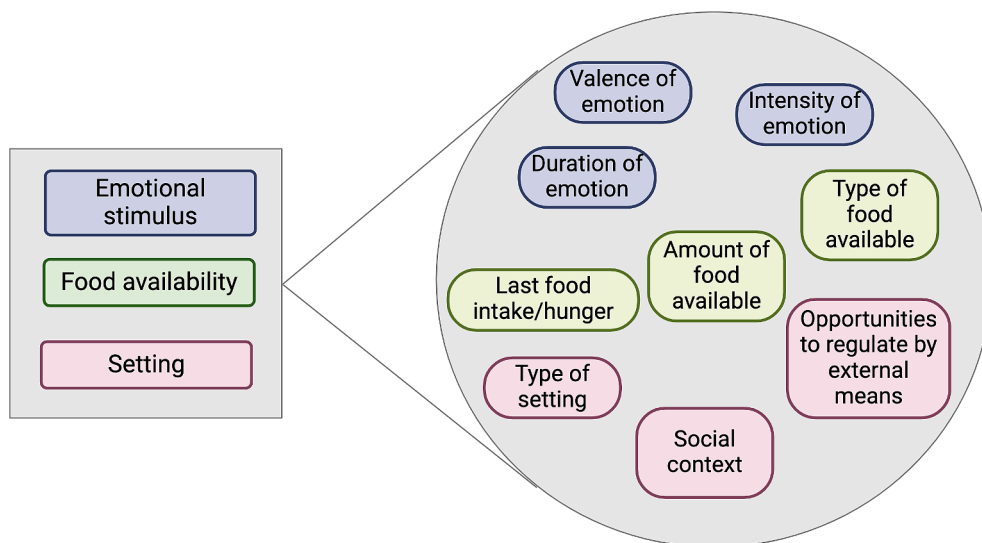 Emotional
stimulus
Food availability
Setting
Valence of
emotion
Intensity of
emotion
Duration of
emotion
Type of
food
available
Amount of
food
available
Last food
intake/hunger
Opportunities
to regulate by
external
means
Type of
setting
Social
context